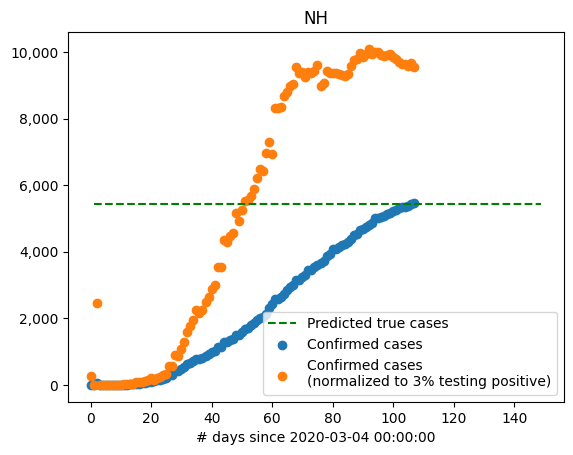 NH
10,000
8,000
6,000
4,000
2,000
0
Predicted true cases
Confirmed cases
Confirmed cases
(normalized to 3% testing positive)
0 20 40 60 80 100 120 140
# days since 2020-03-04 00:00:00